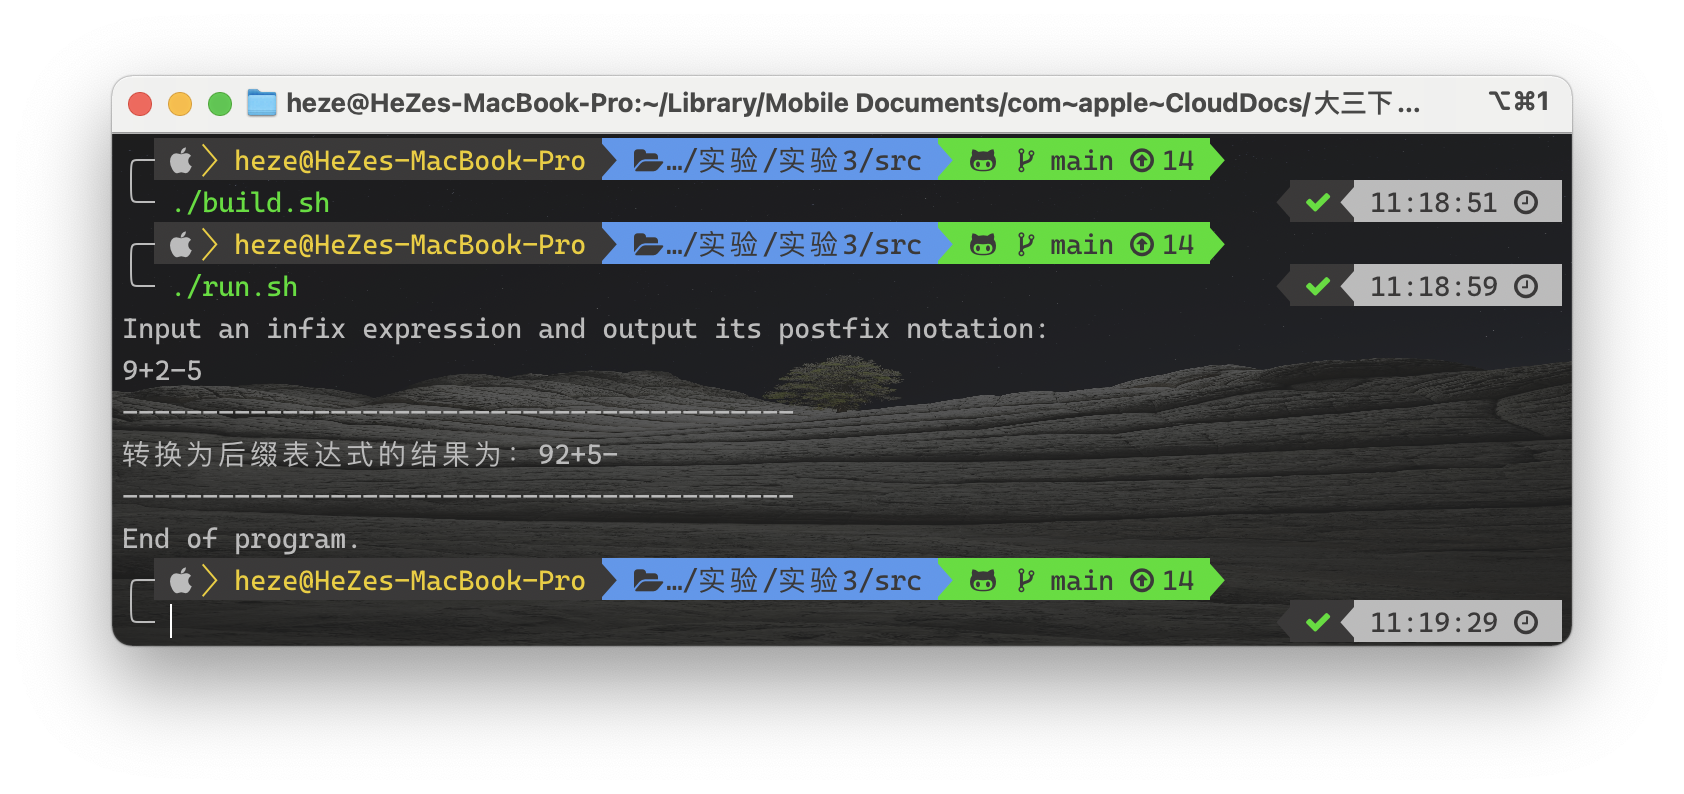 heze@HeZes-MacBook-Pro:~/Library/Mobile Documents/com~apple~CloudDocs/大三下... ⌥⌘1
heze@HeZes-MacBook-Pro …/实验/实验3/src main 14
./build.sh 11:18:51
heze@HeZes-MacBook-Pro …/实验/实验3/src main 14
./run.sh 11:18:59
Input an infix expression and output its postfix notation:
9+2-5
------------------------------------------
转换为后缀表达式的结果为：92+5-
------------------------------------------
End of program.
heze@HeZes-MacBook-Pro …/实验/实验3/src main 14
11:19:29